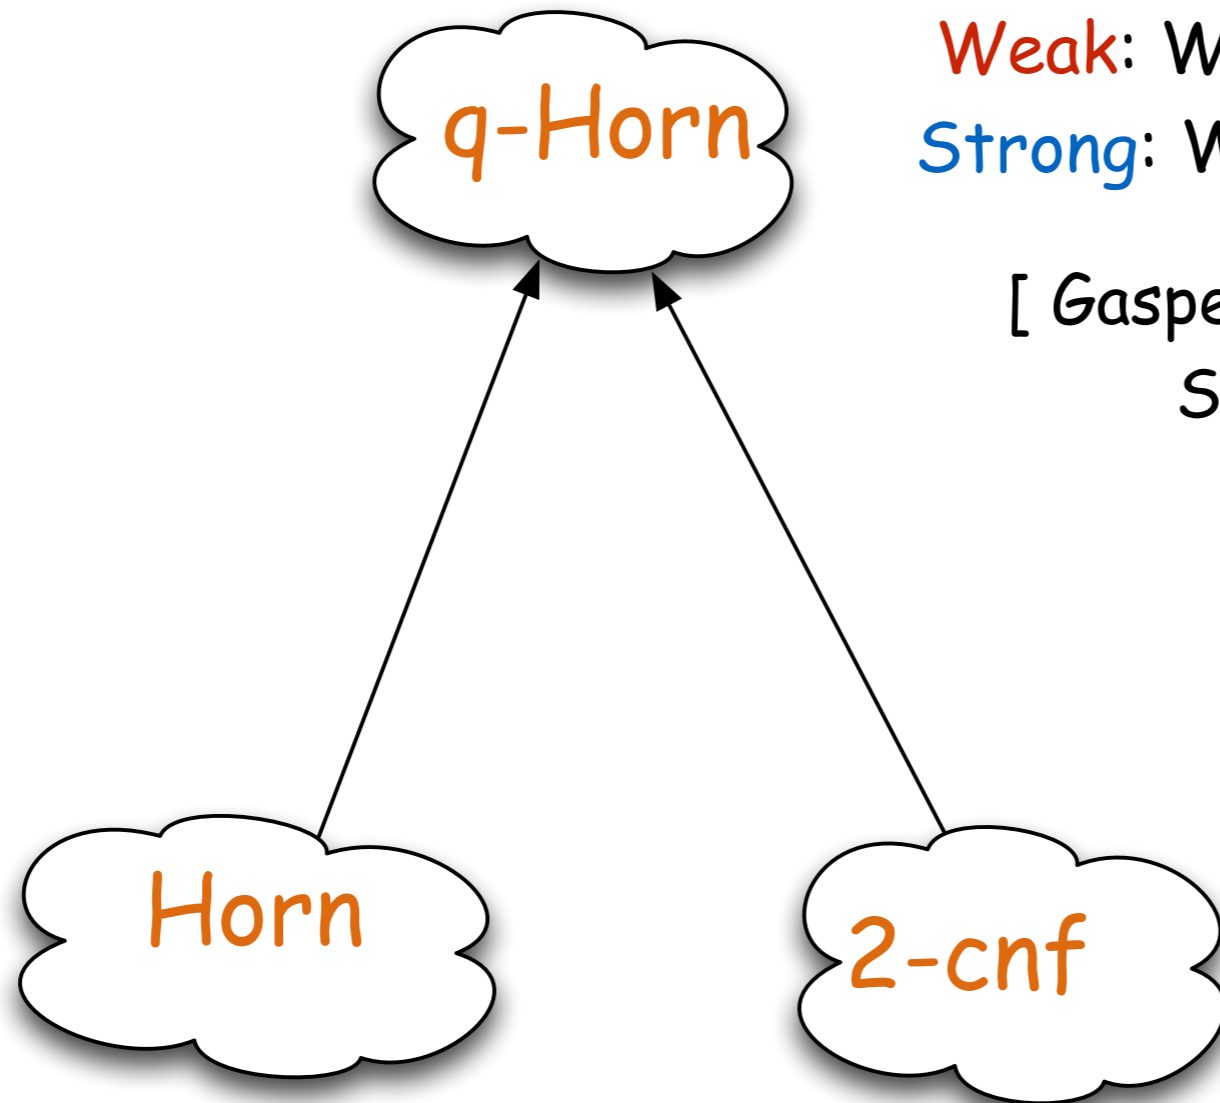 q-Horn
Weak: W
Strong: W
[ Gaspe
S
Horn
2-cnf